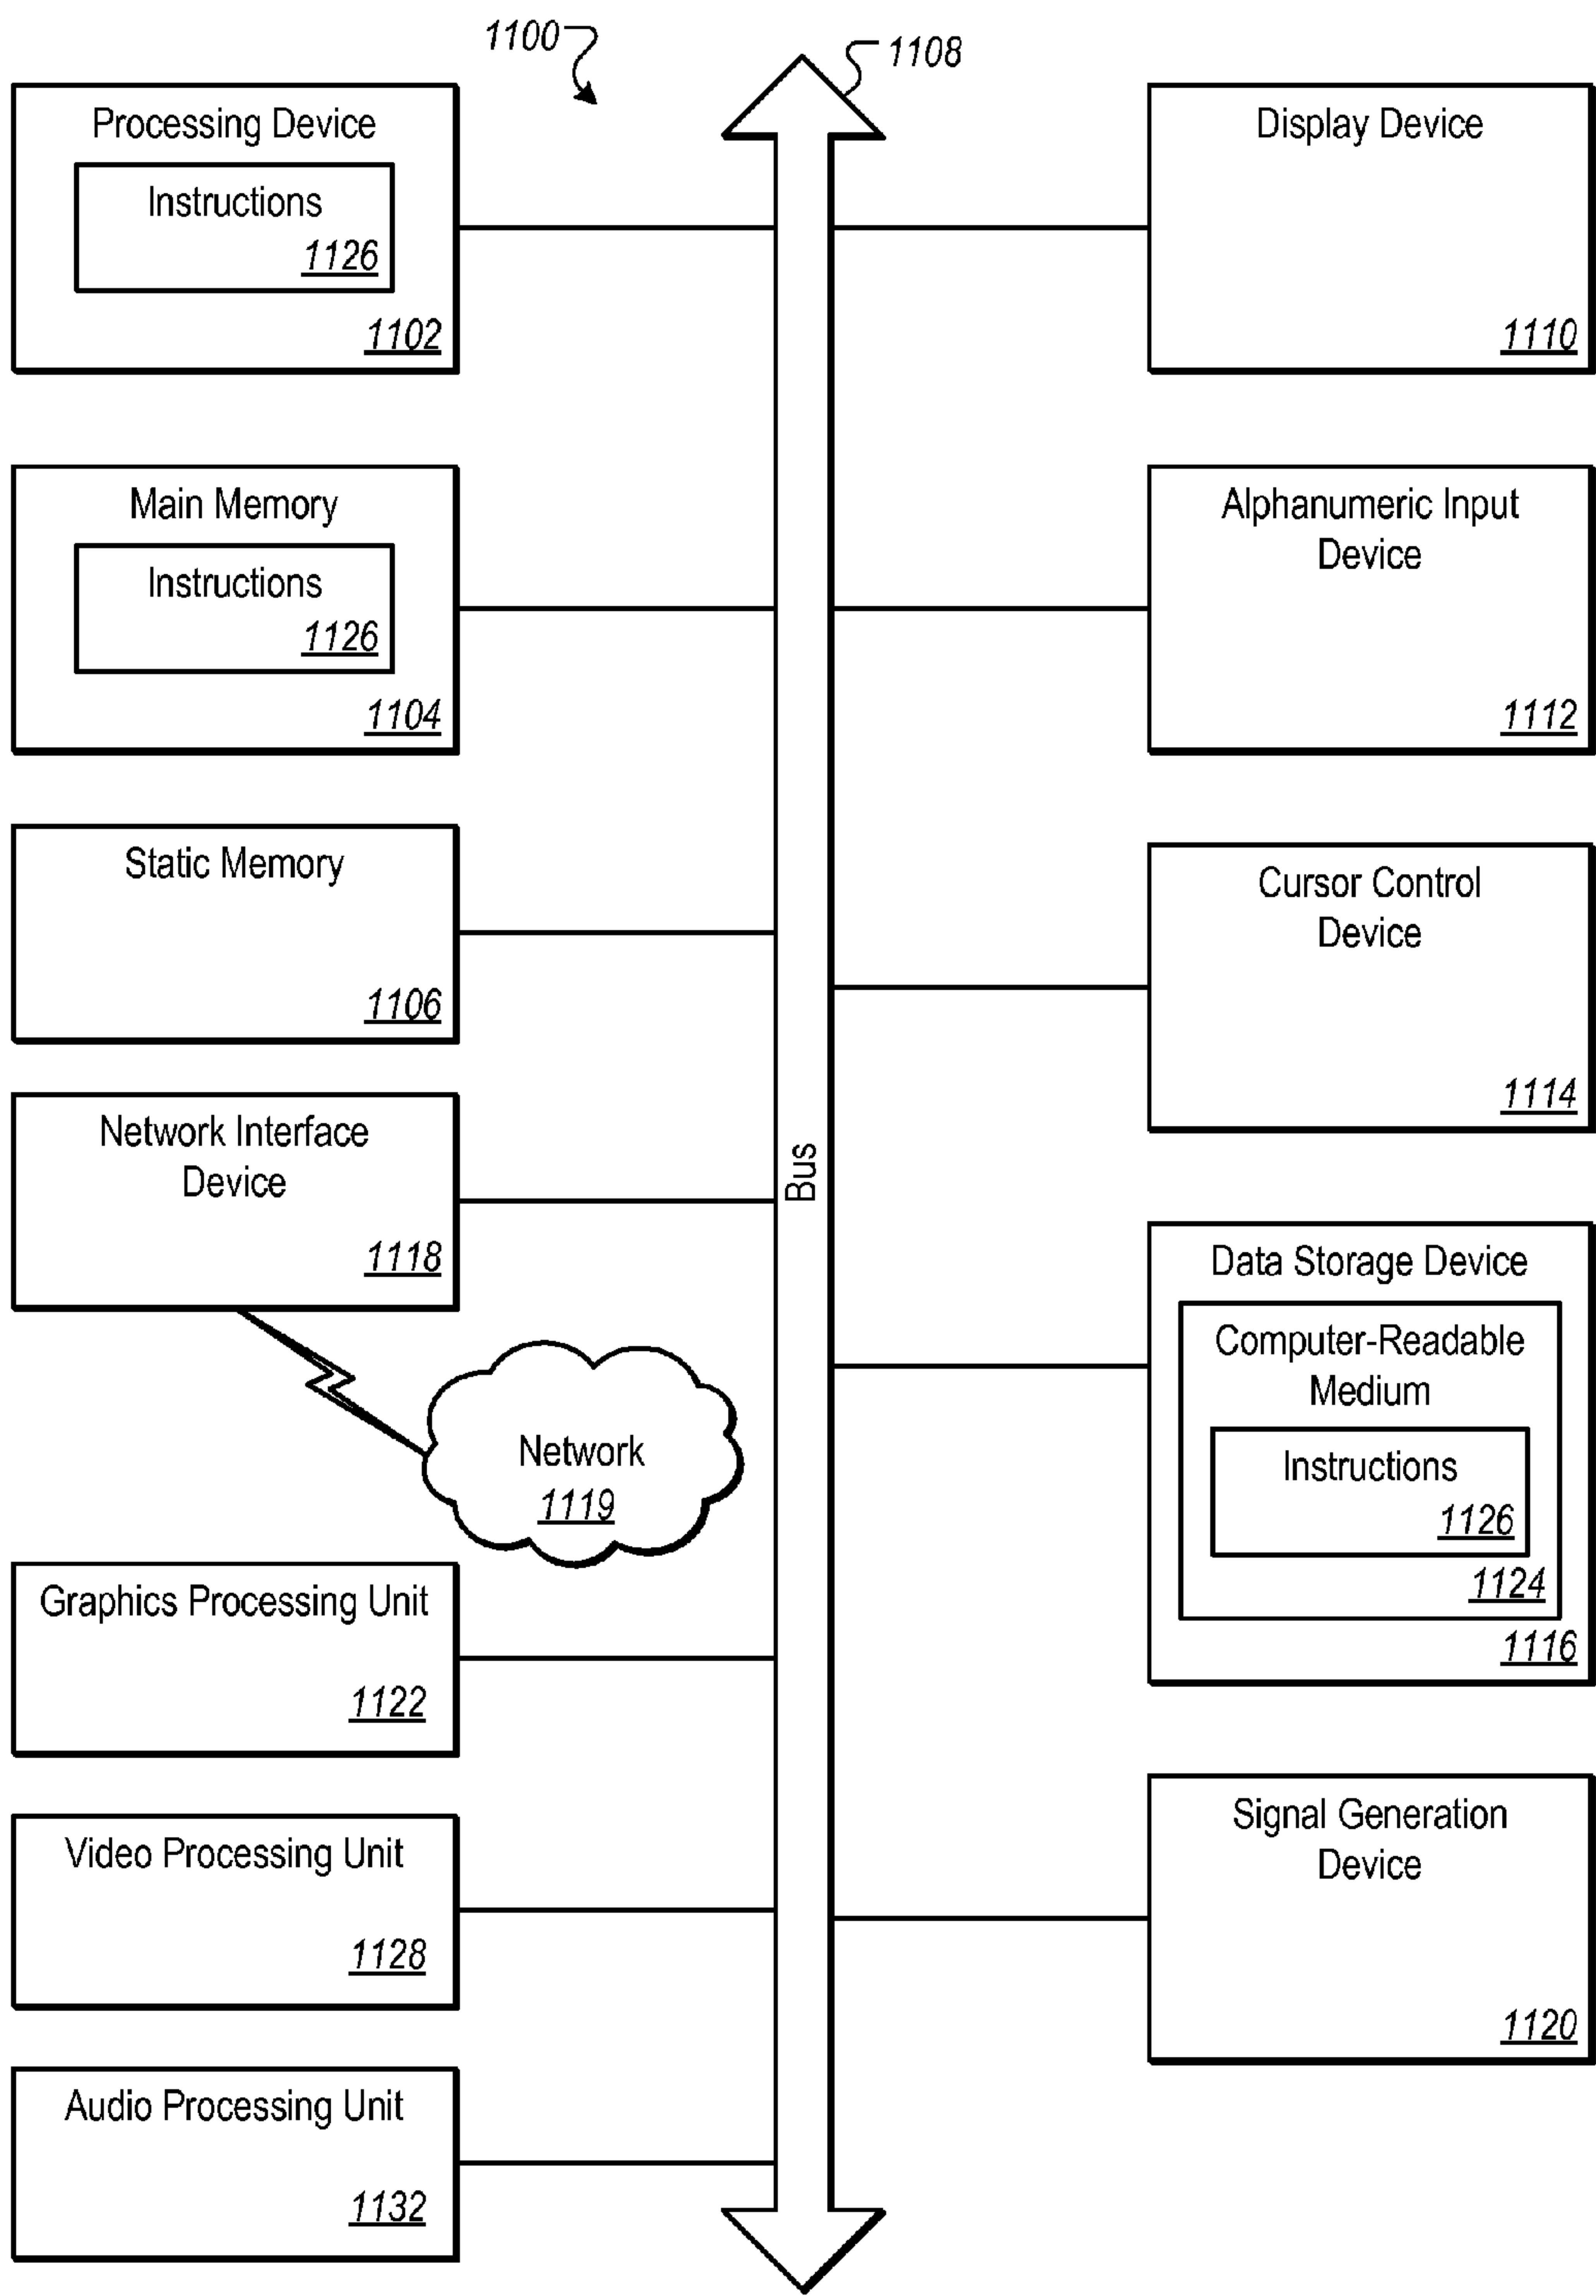 1100
1108
Processing Device
Instructions
1126
1102
Main Memory
Instructions
1126
1104
Static Memory
1106
Network Interface
Device
1118
Network
1119
Graphics Processing Unit
1122
Video Processing Unit
1128
Audio Processing Unit
1132
Bus
Display Device
1110
Alphanumeric Input
Device
1112
Cursor Control
Device
1114
Data Storage Device
Computer-Readable
Medium
Instructions
1126
1124
1116
Signal Generation
Device
1120